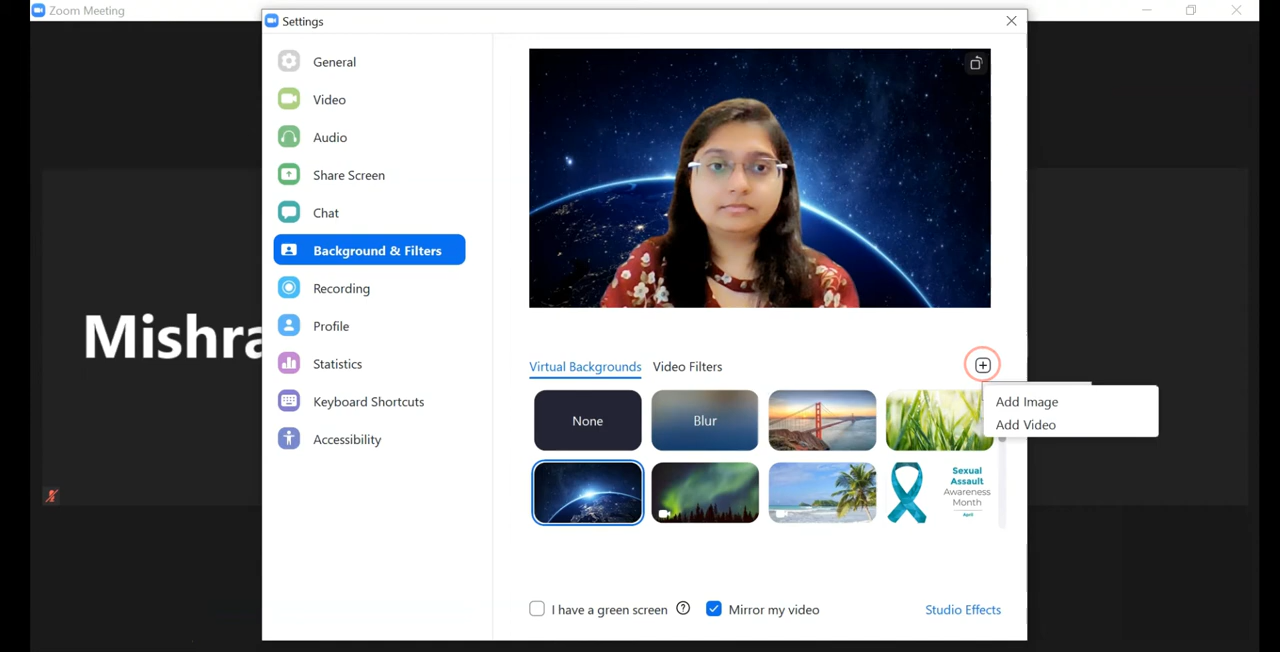 Zoom Meeting
Settings
General
Video
Audio
Share Screen
Chat
Background & Filters
Recording
Profile
Statistics
Keyboard Shortcuts
Accessibility
Mishra
Virtual Backgrounds
Video Filters
Add Image
Add Video
None
Blur
Sexual
Assault
Awareness
Month
April
I have a green screen
Mirror my video
Studio Effects